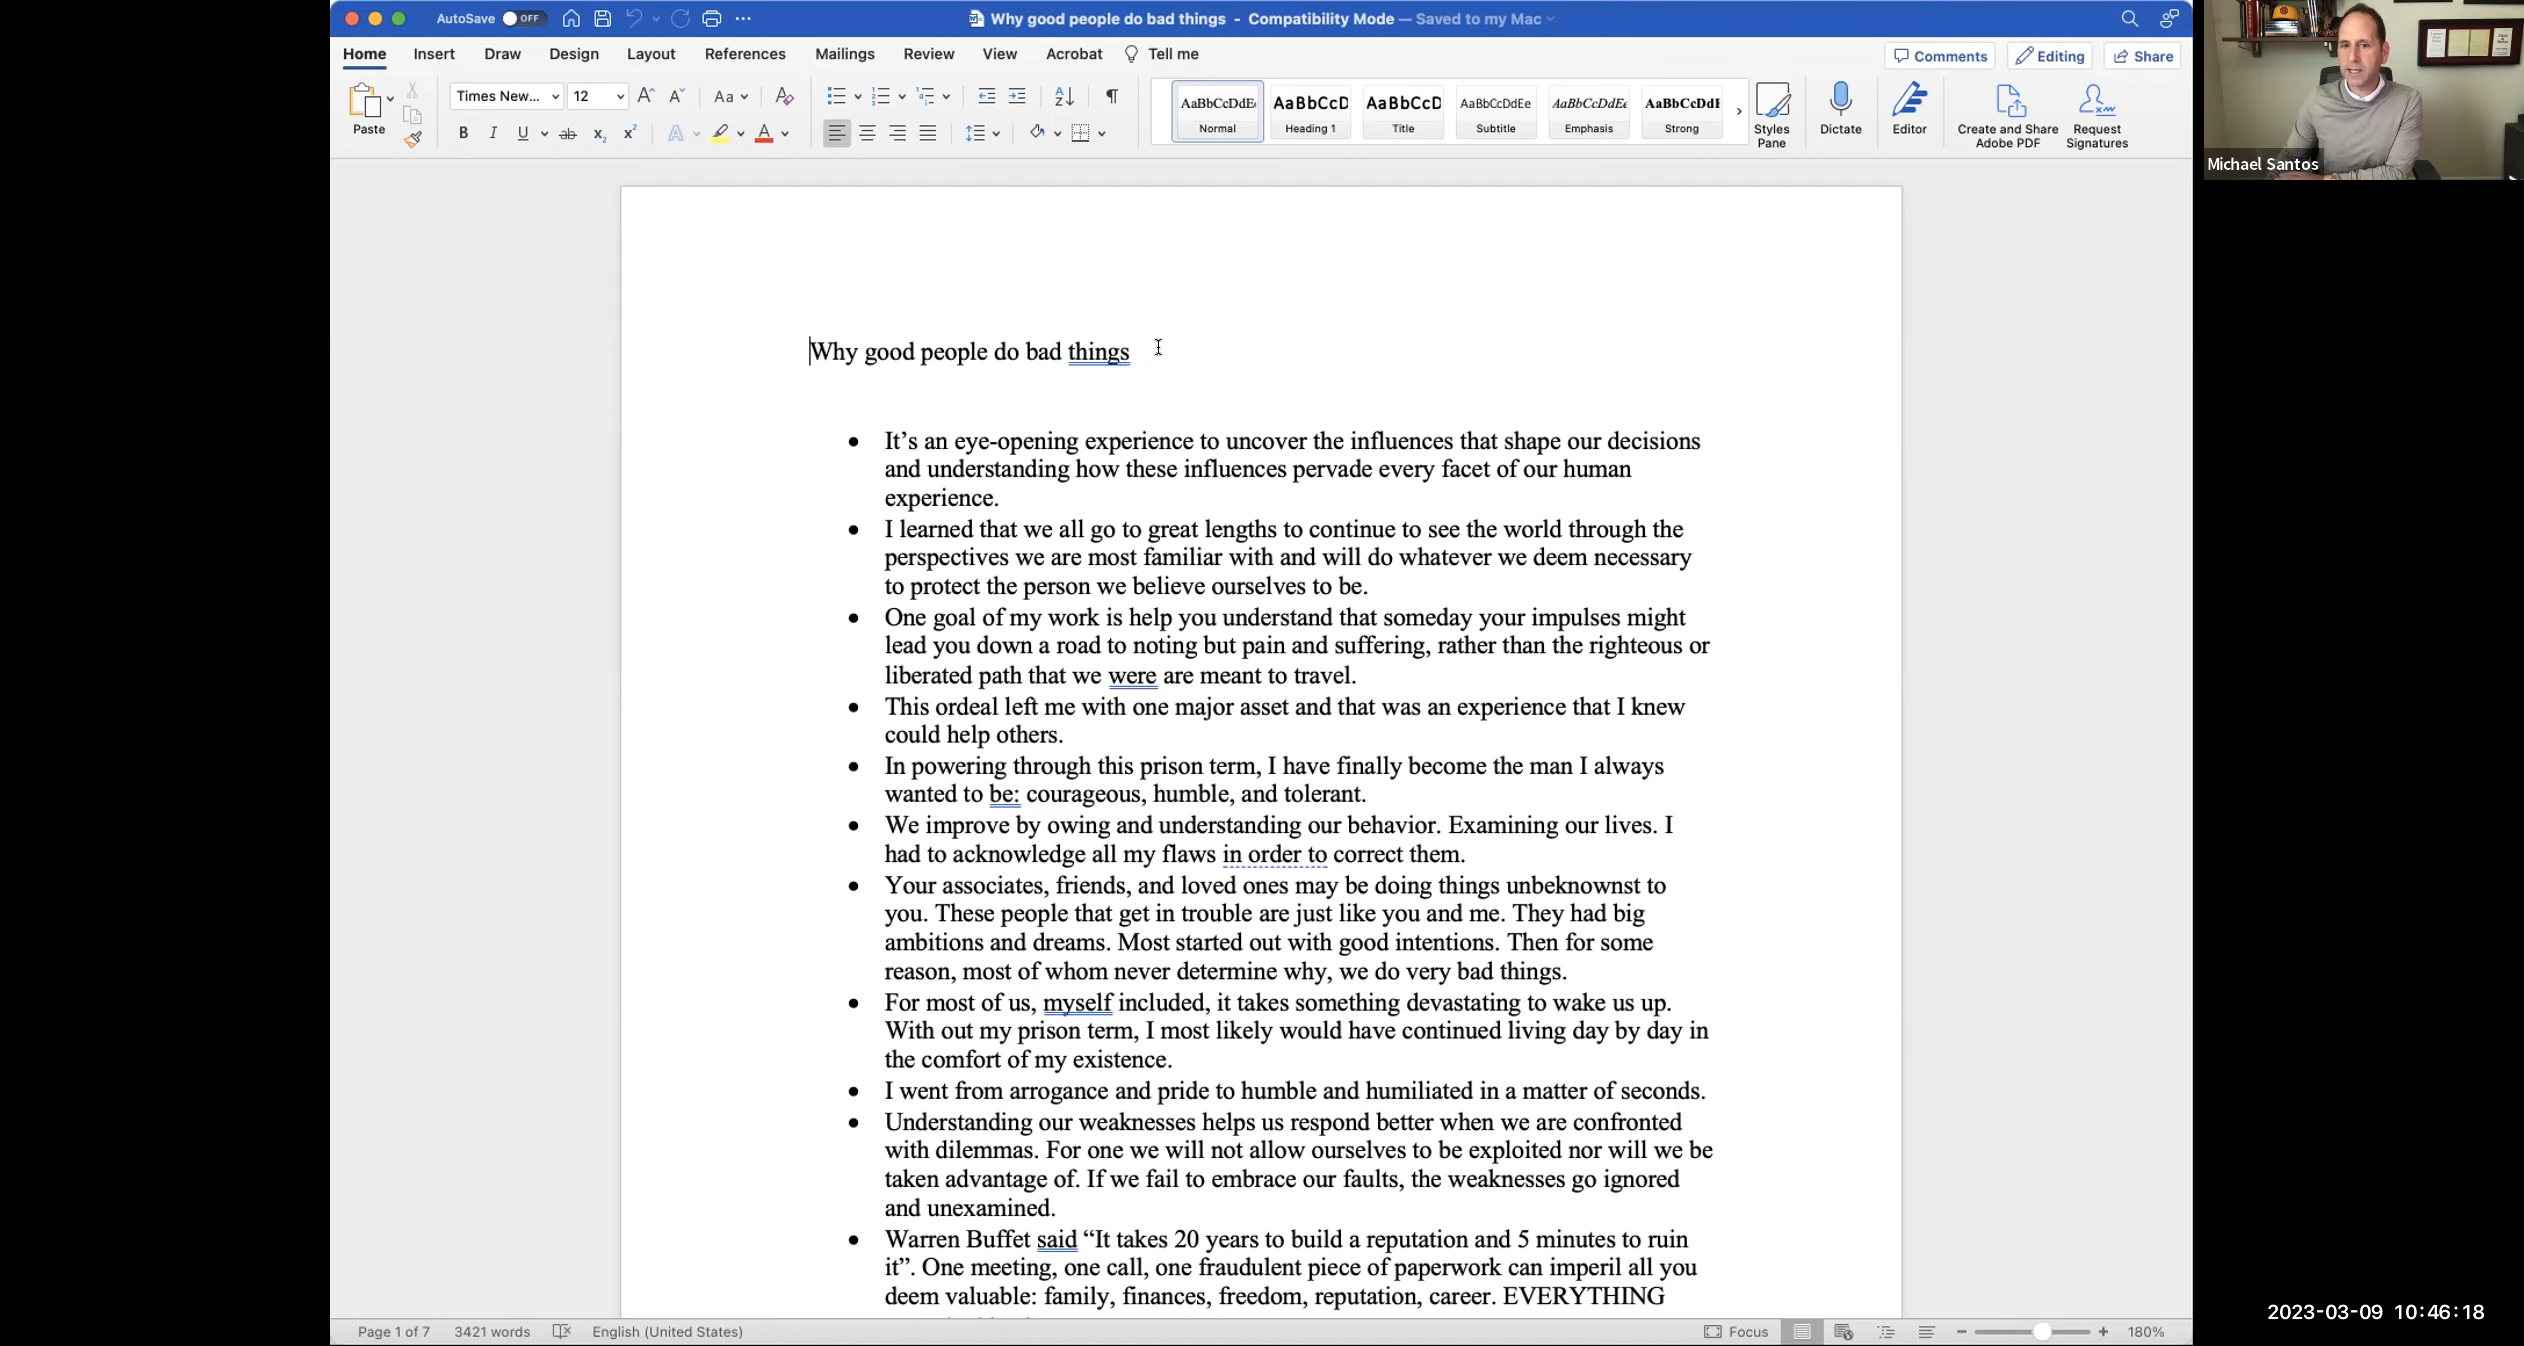 AutoSave OFF
Why good people do bad things - Compatibility Mode — Saved to my Mac
Home Insert Draw Design Layout References Mailings Review View Acrobat Tell me
Comments Editing Share
Paste
Times New... 12
Aa
AaBbCcDdEe AaBbCcD AaBbCcD AaBbCcDdEe AaBbCcDdEe AaBbCcDdE
Normal Heading 1 Title Subtitle Emphasis Strong
Styles Pane
Dictate
Editor
Create and Share Adobe PDF
Request Signatures
Michael Santos
Why good people do bad things
• It’s an eye-opening experience to uncover the influences that shape our decisions
and understanding how these influences pervade every facet of our human
experience.
• I learned that we all go to great lengths to continue to see the world through the
perspectives we are most familiar with and will do whatever we deem necessary
to protect the person we believe ourselves to be.
• One goal of my work is help you understand that someday your impulses might
lead you down a road to noting but pain and suffering, rather than the righteous or
liberated path that we were are meant to travel.
• This ordeal left me with one major asset and that was an experience that I knew
could help others.
• In powering through this prison term, I have finally become the man I always
wanted to be: courageous, humble, and tolerant.
• We improve by owing and understanding our behavior. Examining our lives. I
had to acknowledge all my flaws in order to correct them.
• Your associates, friends, and loved ones may be doing things unbeknownst to
you. These people that get in trouble are just like you and me. They had big
ambitions and dreams. Most started out with good intentions. Then for some
reason, most of whom never determine why, we do very bad things.
• For most of us, myself included, it takes something devastating to wake us up.
With out my prison term, I most likely would have continued living day by day in
the comfort of my existence.
• I went from arrogance and pride to humble and humiliated in a matter of seconds.
• Understanding our weaknesses helps us respond better when we are confronted
with dilemmas. For one we will not allow ourselves to be exploited nor will we be
taken advantage of. If we fail to embrace our faults, the weaknesses go ignored
and unexamined.
• Warren Buffet said “It takes 20 years to build a reputation and 5 minutes to ruin
it”. One meeting, one call, one fraudulent piece of paperwork can imperil all you
deem valuable: family, finances, freedom, reputation, career. EVERYTHING
Page 1 of 7 3421 words English (United States) Focus 180%
2023-03-09 10:46:18